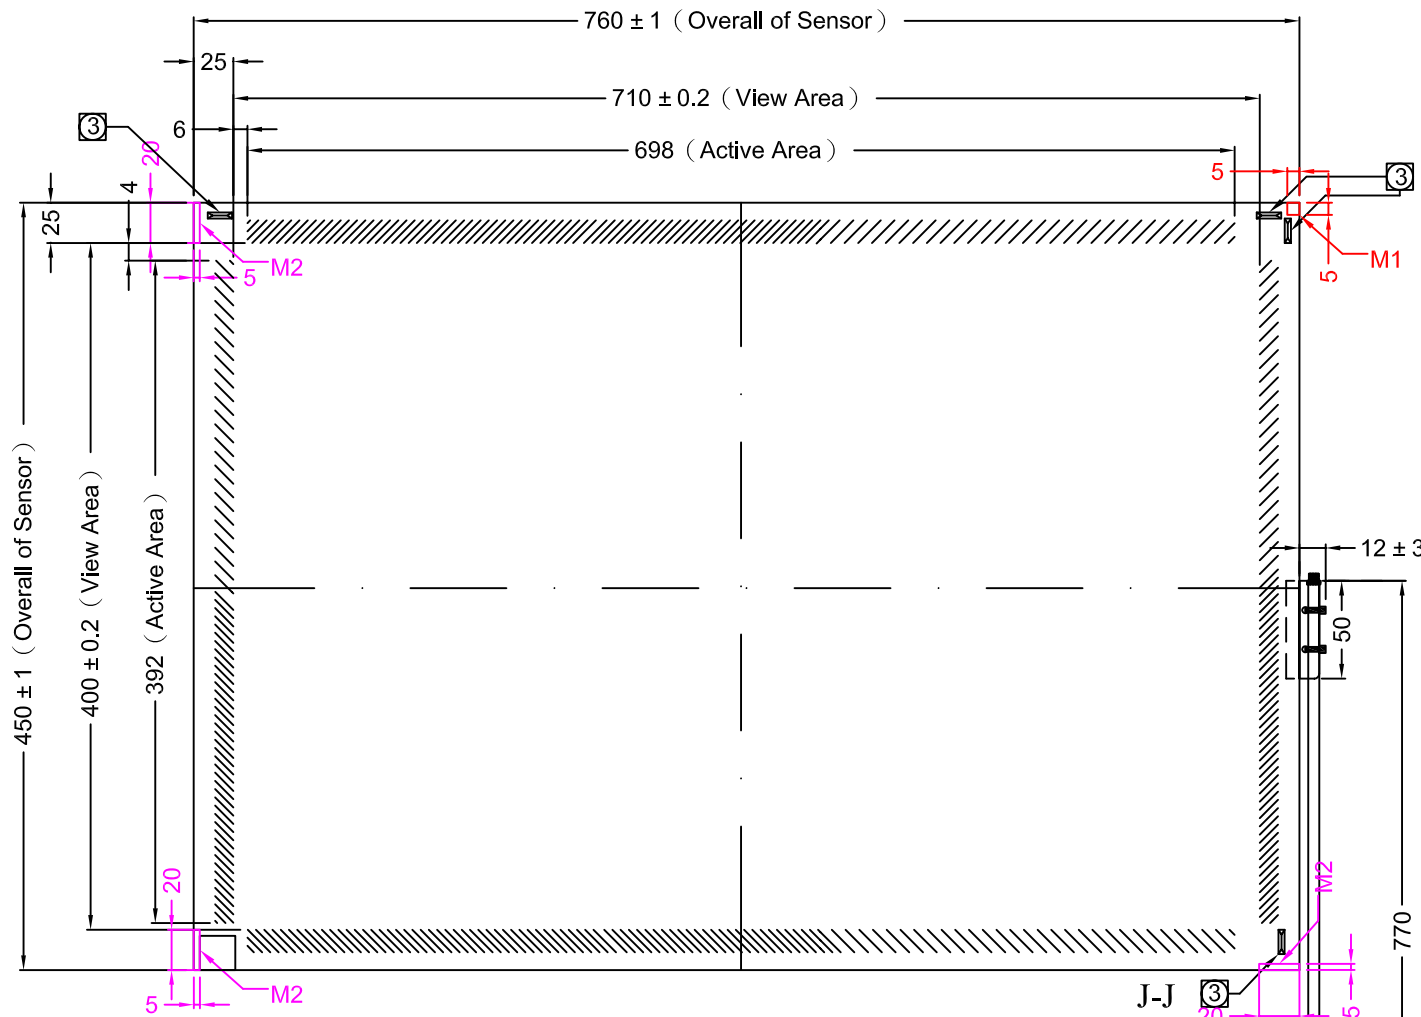 760 ± 1（Overall of Sensor）
25
710 ± 0.2（View Area）
6
698（Active Area）
3
20
4
25
M2
5
5
3
M1
5
450 ± 1（Overall of Sensor）
400 ± 0.2（View Area）
392（Active Area）
12 ± 3
50
770
20
M2
5
M2
J-J
3
20
5